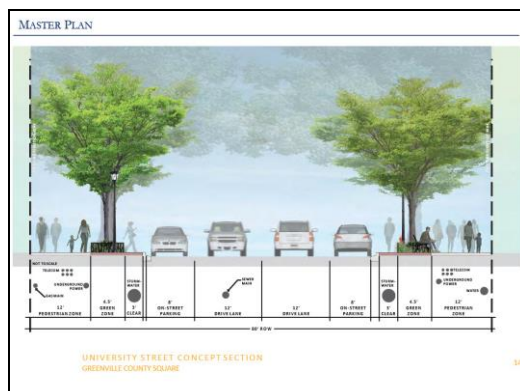 MASTER PLAN
NOT TO SCALE
TELECOM
UNDERGROUND
POWER
GAS MAIN
12'
PEDESTRIAN ZONE
4.5'
GREEN
ZONE
STORM-
WATER
3'
CLEAR
8'
ON-STREET
PARKING
SEWER
MAIN
12'
DRIVE LANE
12'
DRIVE LANE
8'
ON-STREET
PARKING
STORM-
WATER
3'
CLEAR
4.5'
GREEN
ZONE
TELECOM
UNDERGROUND
POWER
WATER
12'
PEDESTRIAN ZONE
80' ROW
UNIVERSITY STREET CONCEPT SECTION
GREENVILLE COUNTY SQUARE